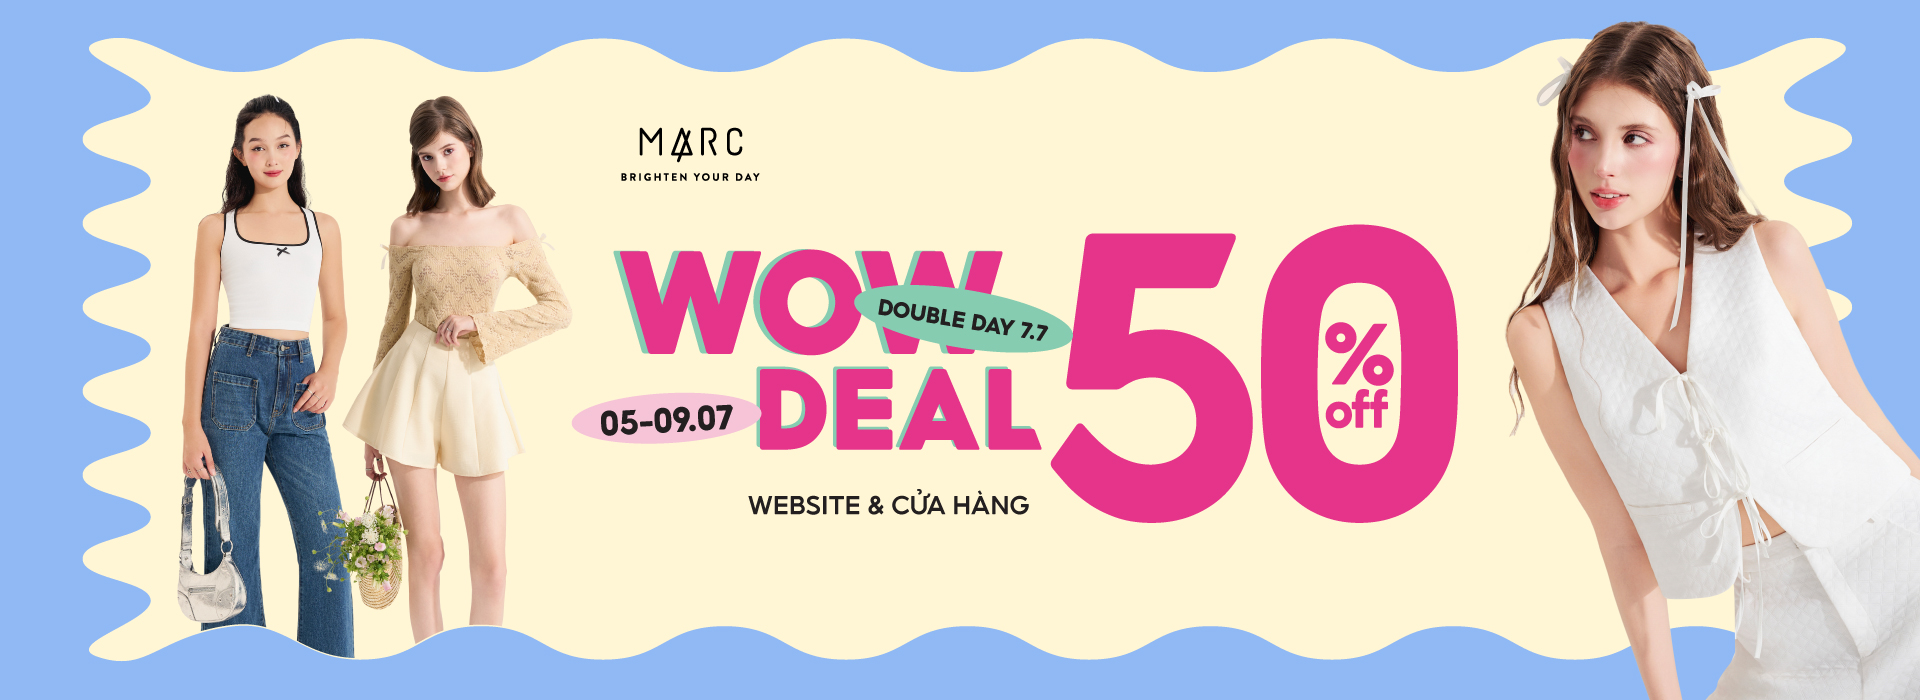 MARC
BRIGHTEN YOUR DAY
WOW
DOUBLE DAY 7.7
DEAL
05-09.07
50
%
off
WEBSITE & CỬA HÀNG